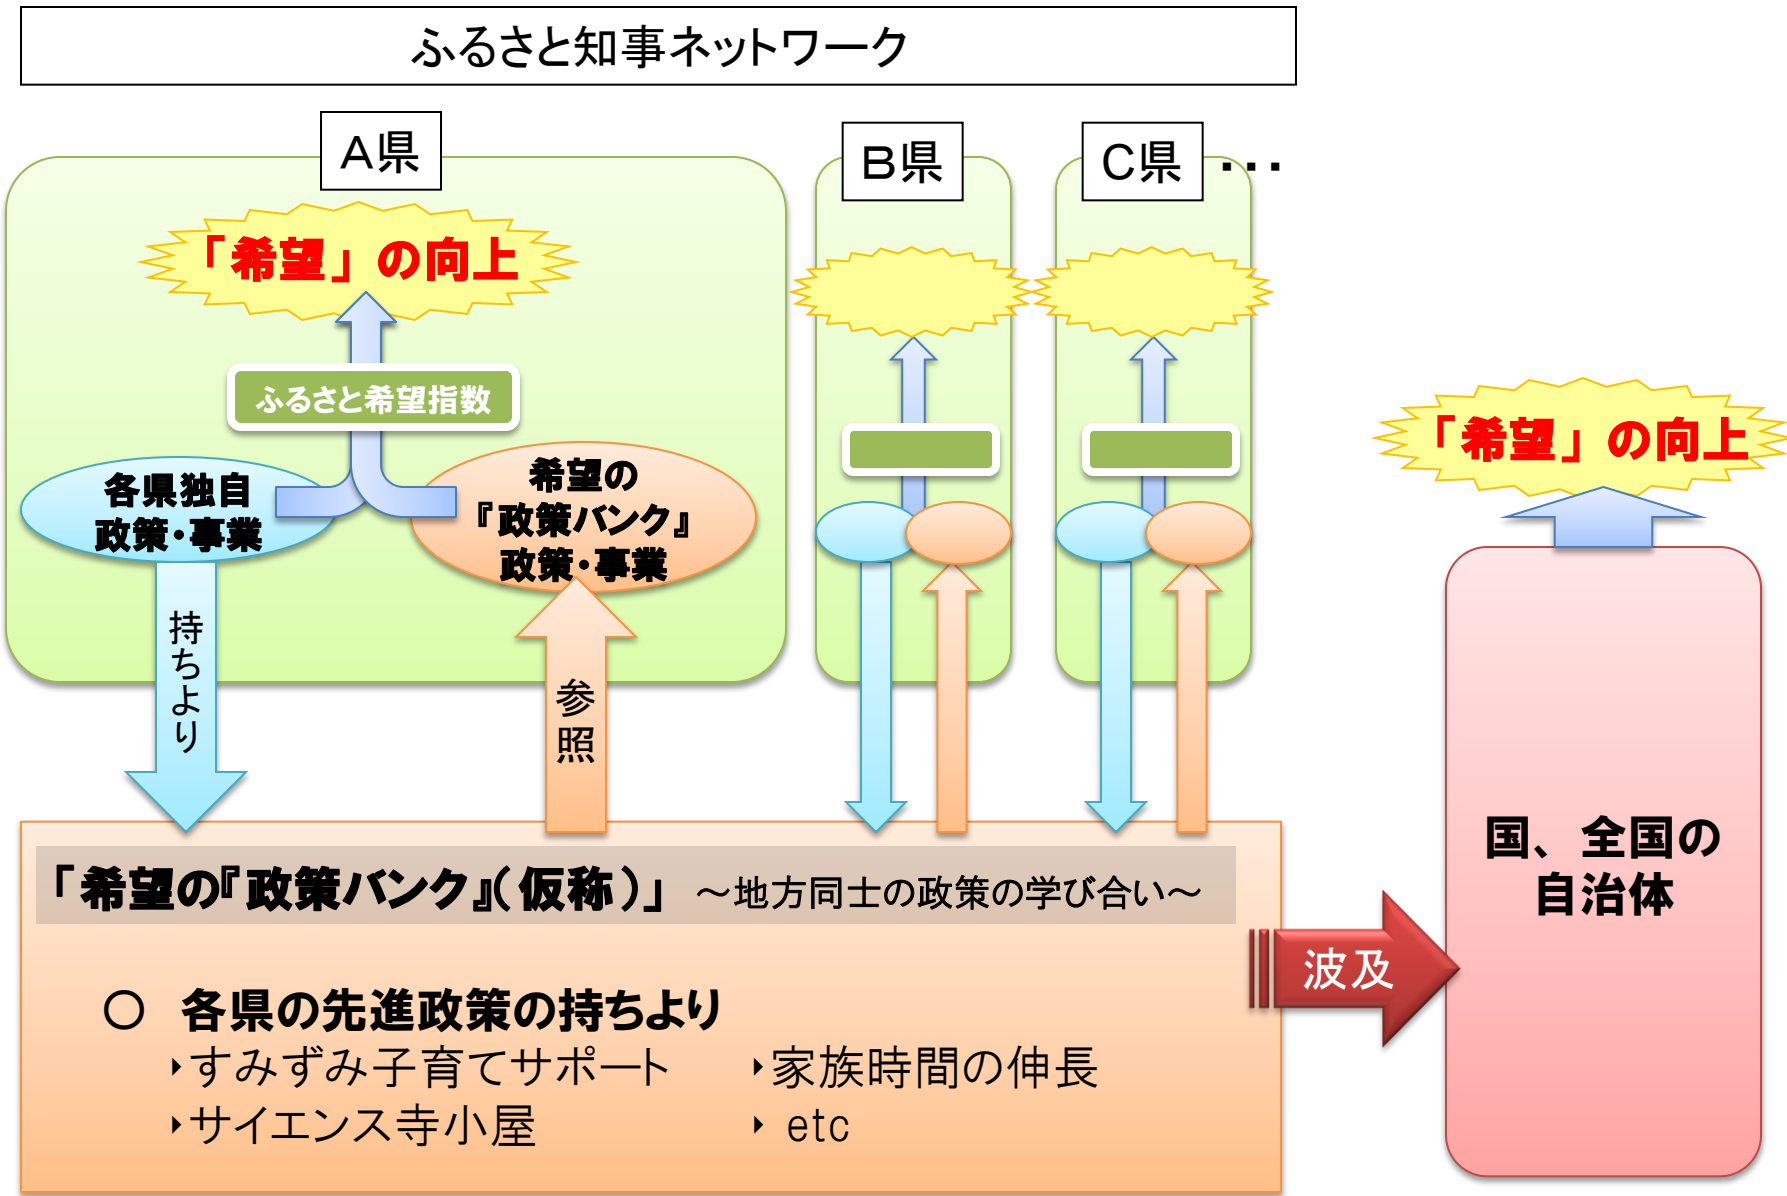 ふるさと知事ネットワーク
A県
B県
C県
・・・
「希望」の向上
ふるさと希望指数
各県独自
政策・事業
希望の
『政策バンク』
政策・事業
持ちより
参照
「希望」の向上
国、全国の
自治体
「希望の『政策バンク』（仮称）」 ～地方同士の政策の学び合い～
波及
○ 各県の先進政策の持ちより
‣すみずみ子育てサポート ‣家族時間の伸長
‣サイエンス寺小屋 ‣ etc